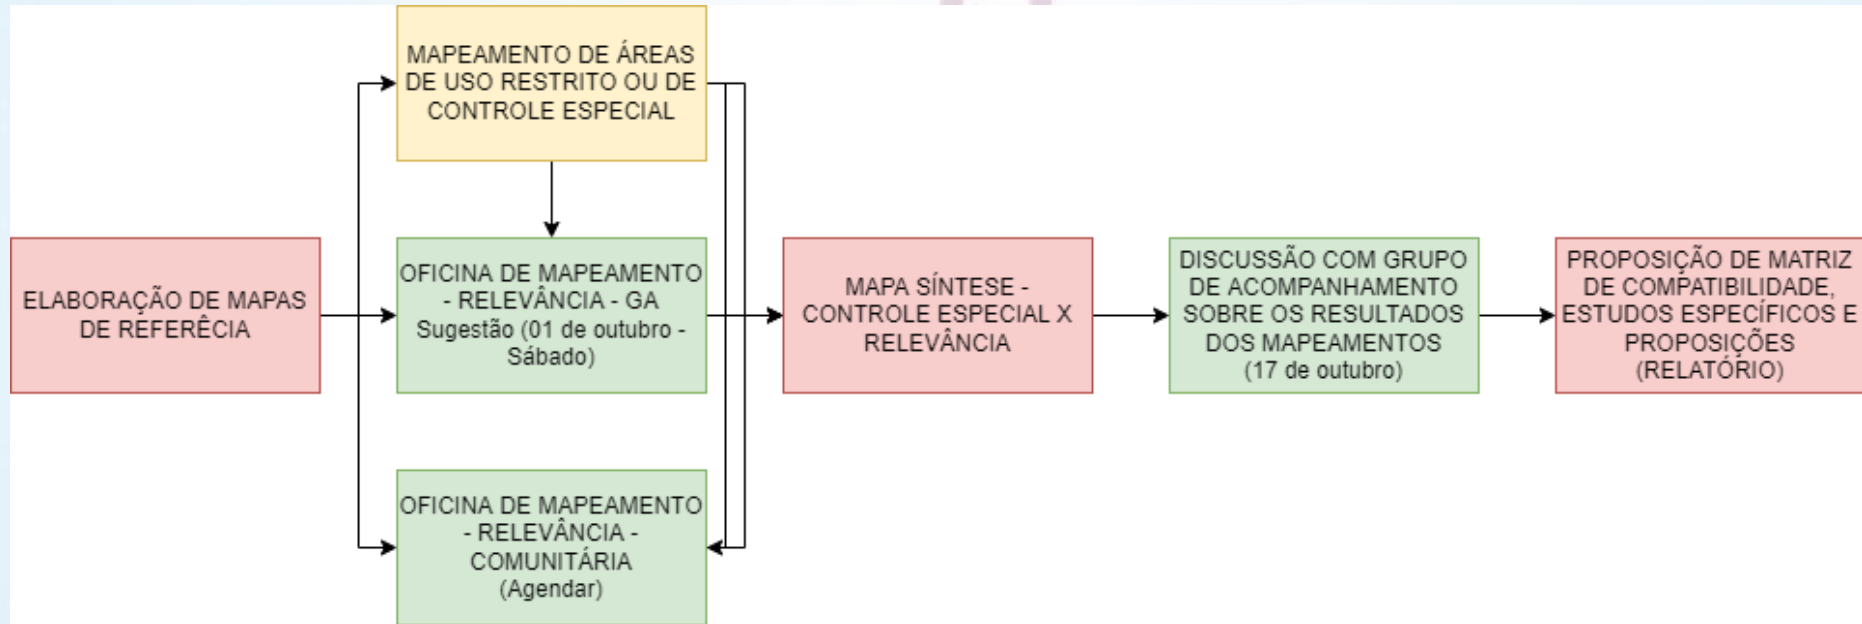 MAPEAMENTO DE ÁREAS
DE USO RESTRITO OU DE
CONTROLE ESPECIAL
ELABORAÇÃO DE MAPAS
DE REFERÊCIA
OFICINA DE MAPEAMENTO
- RELEVÂNCIA - GA
Sugestão (01 de outubro -
Sábado)
OFICINA DE MAPEAMENTO
- RELEVÂNCIA -
COMUNITÁRIA
(Agendar)
MAPA SÍNTESE -
CONTROLE ESPECIAL X
RELEVÂNCIA
DISCUSSÃO COM GRUPO
DE ACOMPANHAMENTO
SOBRE OS RESULTADOS
DOS MAPEAMENTOS
(17 de outubro)
PROPOSIÇÃO DE MATRIZ
DE COMPATIBILIDADE,
ESTUDOS ESPECÍFICOS E
PROPOSIÇÕES
(RELATÓRIO)